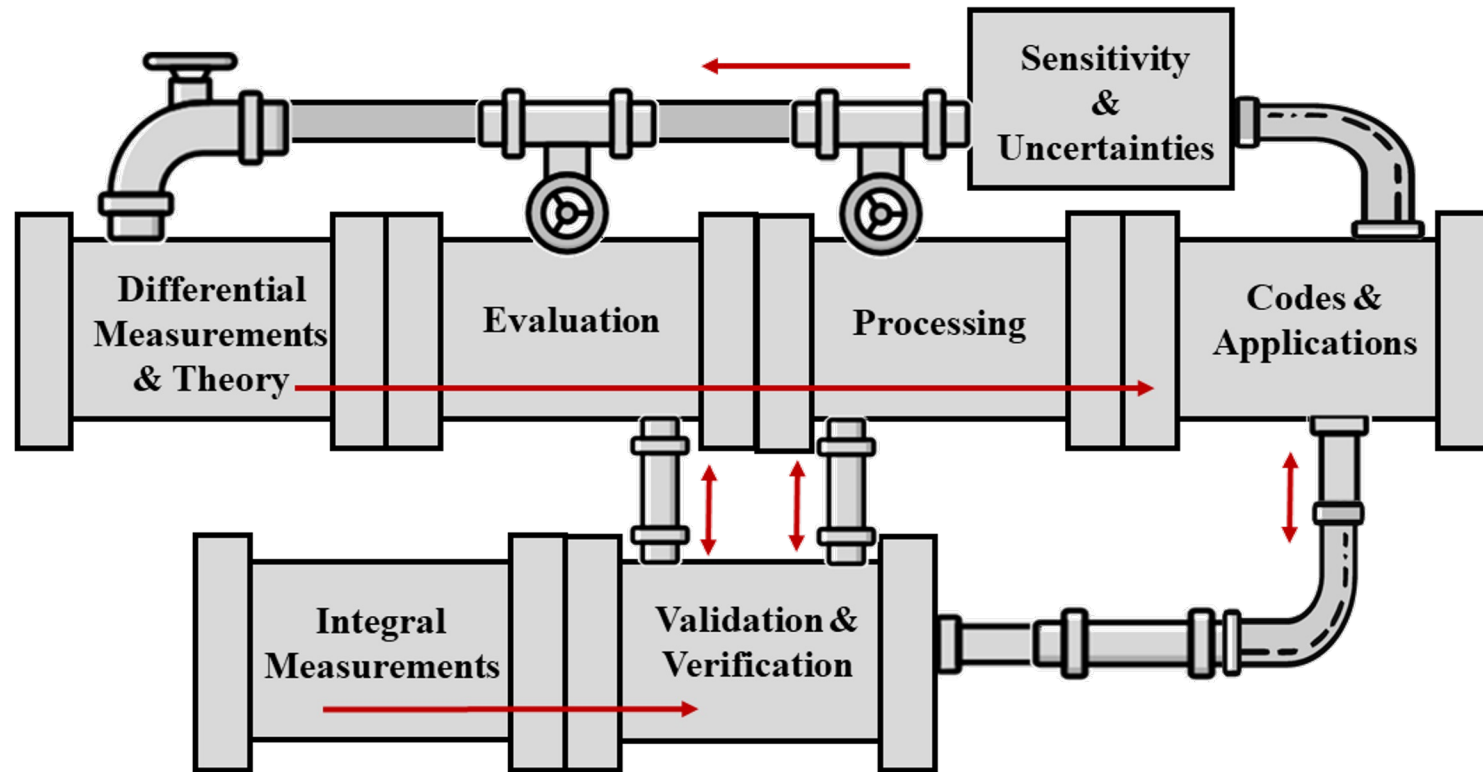 Sensitivity
&
Uncertainties
Differential
Measurements
& Theory
Evaluation
Processing
Codes &
Applications
Integral
Measurements
Validation &
Verification